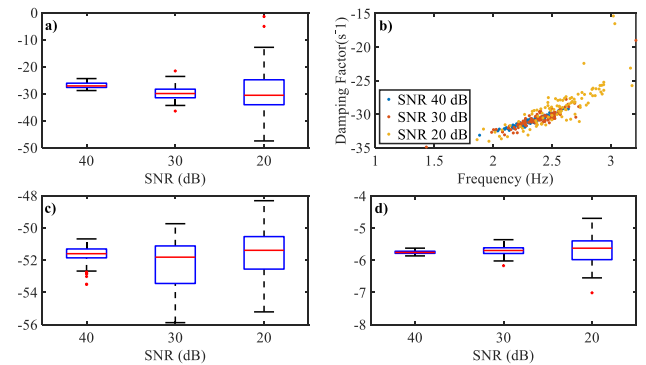 a)
0
-10
-20
-30
-40
-50
40 30 20
SNR (dB)
b)
Damping Factor(s⁻¹)
-15
-20
-25
-30
-35
SNR 40 dB
SNR 30 dB
SNR 20 dB
1 1.5 2 2.5 3
Frequency (Hz)
c)
-48
-50
-52
-54
-56
40 30 20
SNR (dB)
d)
-4
-5
-6
-7
-8
40 30 20
SNR (dB)